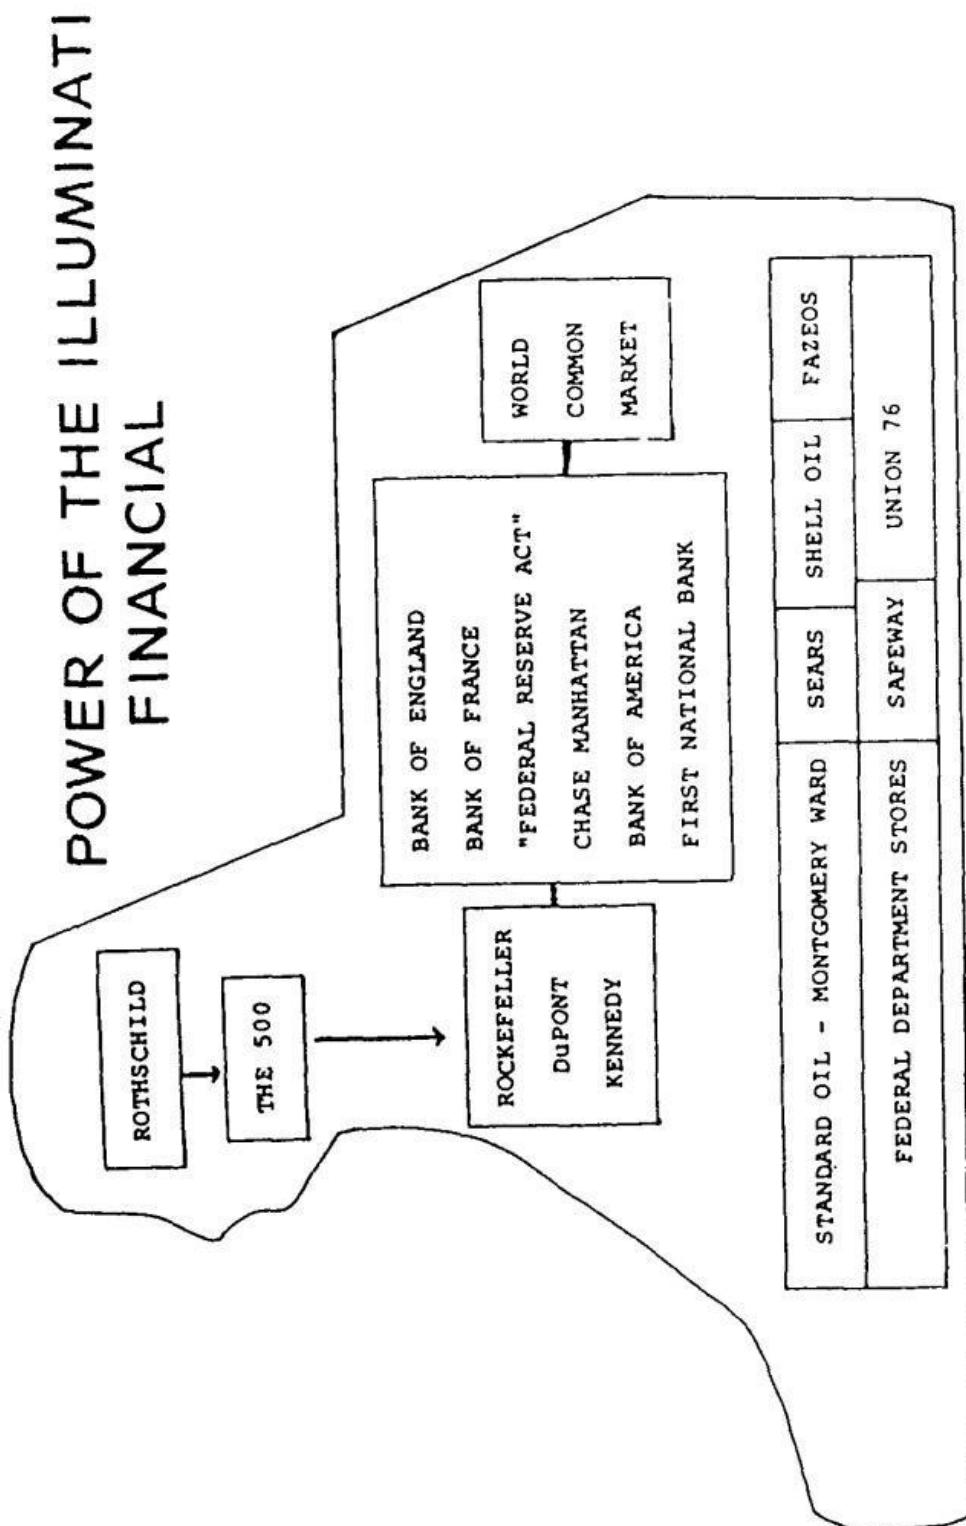 POWER OF THE ILLUMINATI
FINANCIAL
ROTHSCHILD
THE 500
ROCKEFELLER
DuPONT
KENNEDY
BANK OF ENGLAND
BANK OF FRANCE
"FEDERAL RESERVE ACT"
CHASE MANHATTAN
BANK OF AMERICA
FIRST NATIONAL BANK
WORLD
COMMON
MARKET
STANDARD OIL - MONTGOMERY WARD
SEARS
SHELL OIL
FAZEOS
FEDERAL DEPARTMENT STORES
SAFEWAY
UNION 76